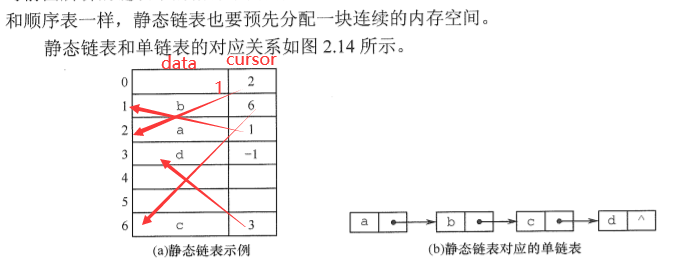 和顺序表一样，静态链表也要预先分配一块连续的内存空间。
静态链表和单链表的对应关系如图 2.14 所示。
data cursor
0 2
1
1 b 6
2 a 1
3 d -1
4
5
6 c 3
a b c d ^
(a)静态链表示例
(b)静态链表对应的单链表